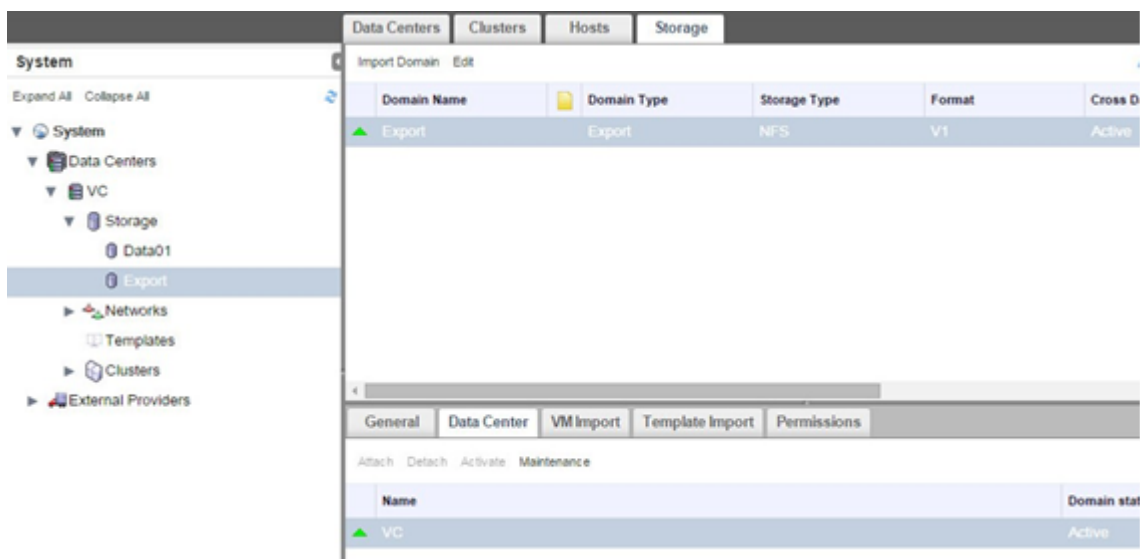 Data Centers Clusters Hosts Storage
System
Import Domain Edit
Expand All Collapse All
Domain Name Domain Type Storage Type Format Cross D
System
Export Export NFS V1 Active
Data Centers
VC
Storage
Data01
Export
Networks
Templates
Clusters
External Providers
General Data Center VM Import Template Import Permissions
Attach Detach Activate Maintenance
Name Domain stat
VC Active